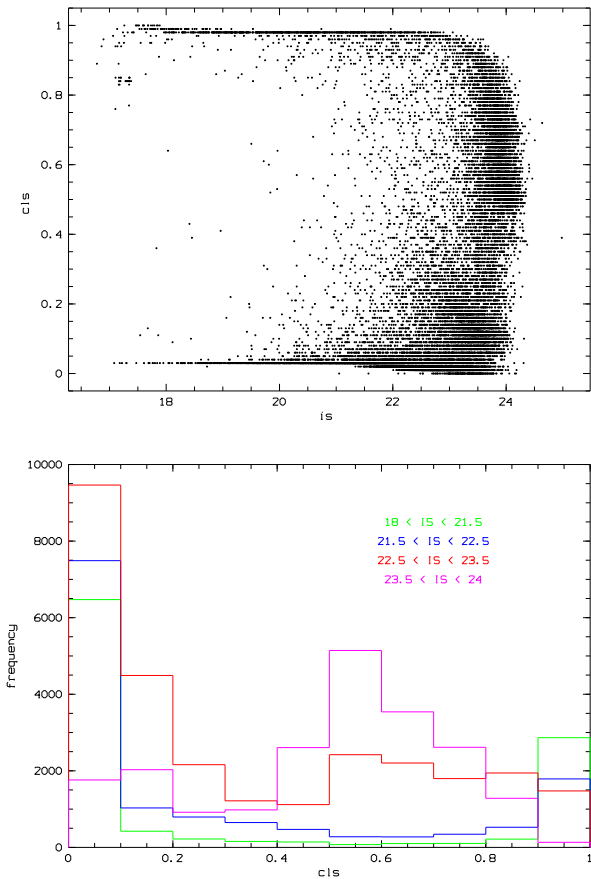 1
0.8
0.6
cls
0.4
0.2
0
18 20 22 24
is
10000
18 < IS < 21.5
8000
21.5 < IS < 22.5
22.5 < IS < 23.5
23.5 < IS < 24
6000
frequency
4000
2000
0
0 0.2 0.4 0.6 0.8 1
cls